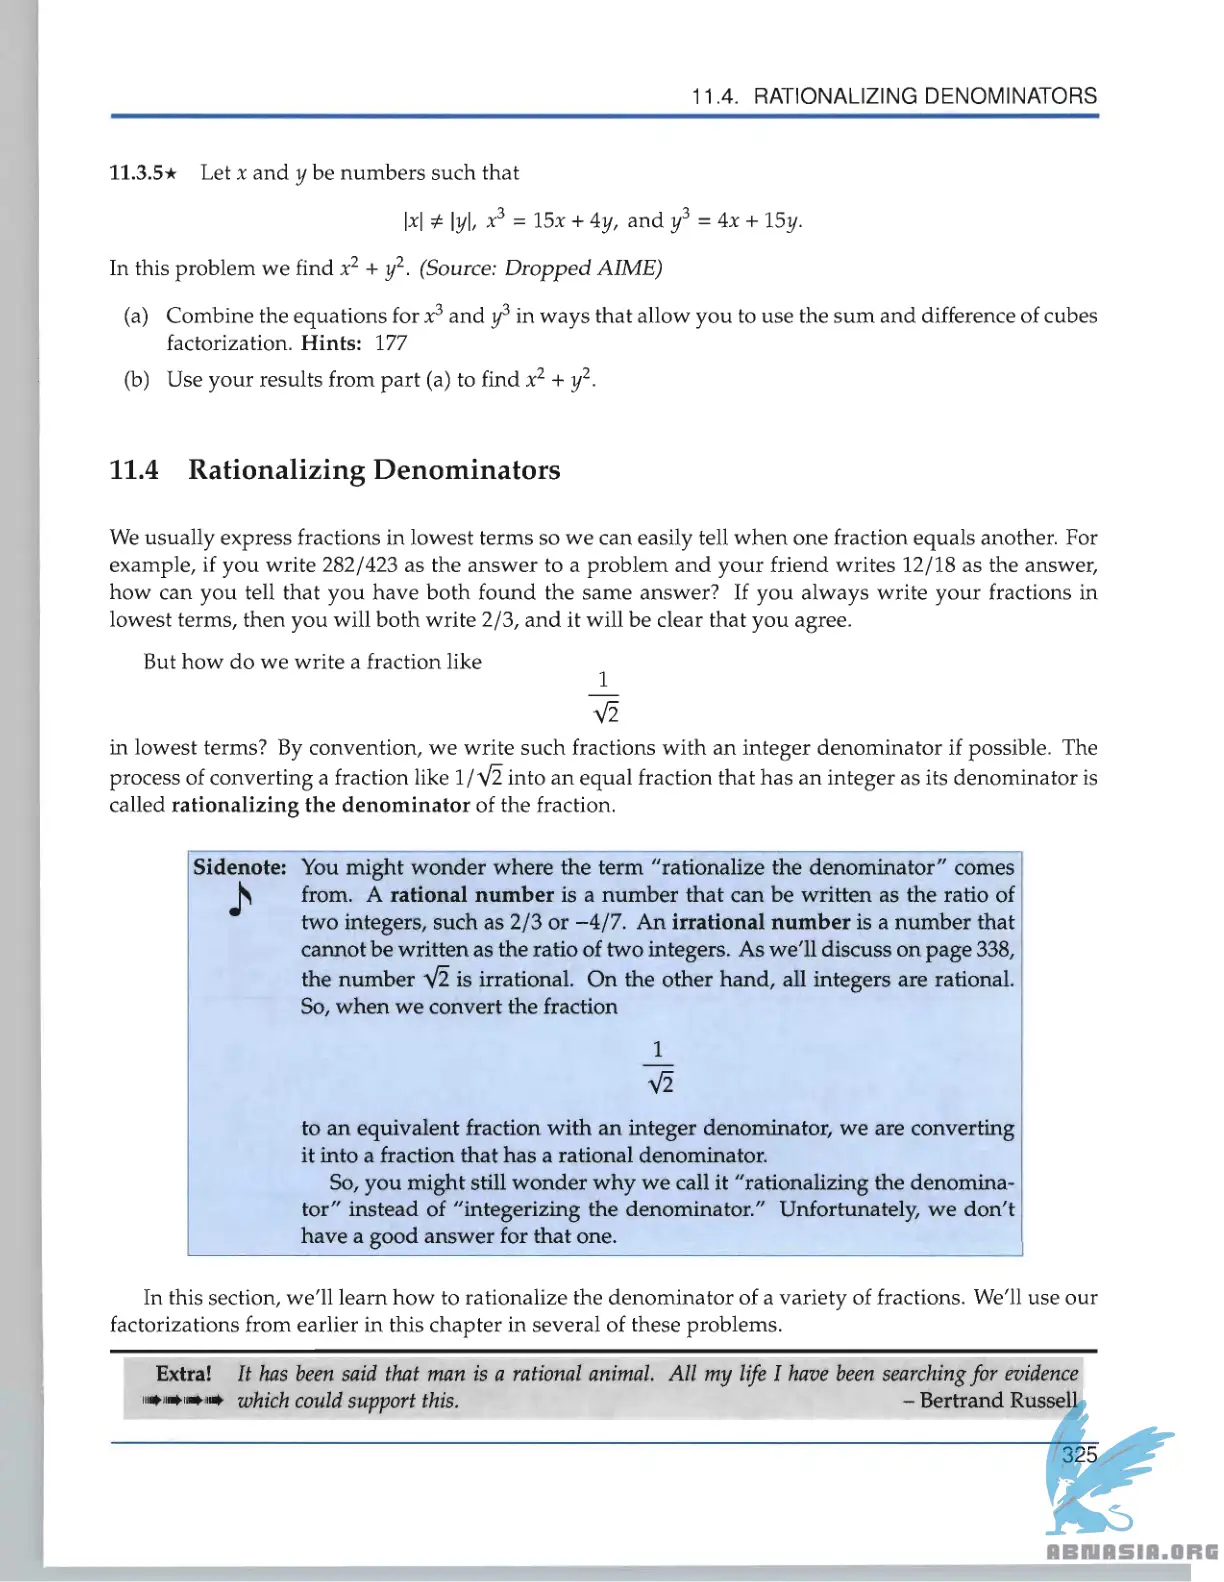 11.4. RATIONALIZING DENOMINATORS
11.3.5★ Let x and y be numbers such that
|x| ≠ |y|, x³ = 15x + 4y, and y³ = 4x + 15y.
In this problem we find x² + y². (Source: Dropped AIME)
(a) Combine the equations for x³ and y³ in ways that allow you to use the sum and difference of cubes
factorization. Hints: 177
(b) Use your results from part (a) to find x² + y².
11.4 Rationalizing Denominators
We usually express fractions in lowest terms so we can easily tell when one fraction equals another. For
example, if you write 282/423 as the answer to a problem and your friend writes 12/18 as the answer,
how can you tell that you have both found the same answer? If you always write your fractions in
lowest terms, then you will both write 2/3, and it will be clear that you agree.
But how do we write a fraction like
1
√2
in lowest terms? By convention, we write such fractions with an integer denominator if possible. The
process of converting a fraction like 1/√2 into an equal fraction that has an integer as its denominator is
called rationalizing the denominator of the fraction.
Sidenote: You might wonder where the term "rationalize the denominator" comes
from. A rational number is a number that can be written as the ratio of
two integers, such as 2/3 or −4/7. An irrational number is a number that
cannot be written as the ratio of two integers. As we'll discuss on page 338,
the number √2 is irrational. On the other hand, all integers are rational.
So, when we convert the fraction
1
√2
to an equivalent fraction with an integer denominator, we are converting
it into a fraction that has a rational denominator.
So, you might still wonder why we call it "rationalizing the denomina-
tor" instead of "integerizing the denominator." Unfortunately, we don't
have a good answer for that one.
In this section, we'll learn how to rationalize the denominator of a variety of fractions. We'll use our
factorizations from earlier in this chapter in several of these problems.
Extra! It has been said that man is a rational animal. All my life I have been searching for evidence
which could support this. – Bertrand Russell
325
ABNASIA.ORG